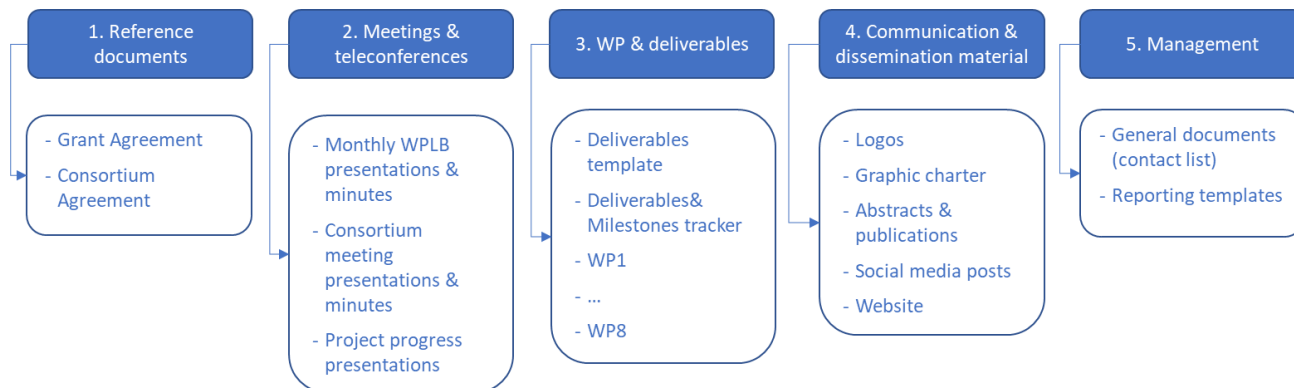 1. Reference
documents
- Grant Agreement
- Consortium
Agreement
2. Meetings &
teleconferences
- Monthly WPLB
presentations &
minutes
- Consortium
meeting
presentations &
minutes
- Project progress
presentations
3. WP & deliverables
- Deliverables
template
- Deliverables&
Milestones tracker
- WP1
- ...
- WP8
4. Communication &
dissemination material
- Logos
- Graphic charter
- Abstracts &
publications
- Social media posts
- Website
5. Management
- General documents
(contact list)
- Reporting templates